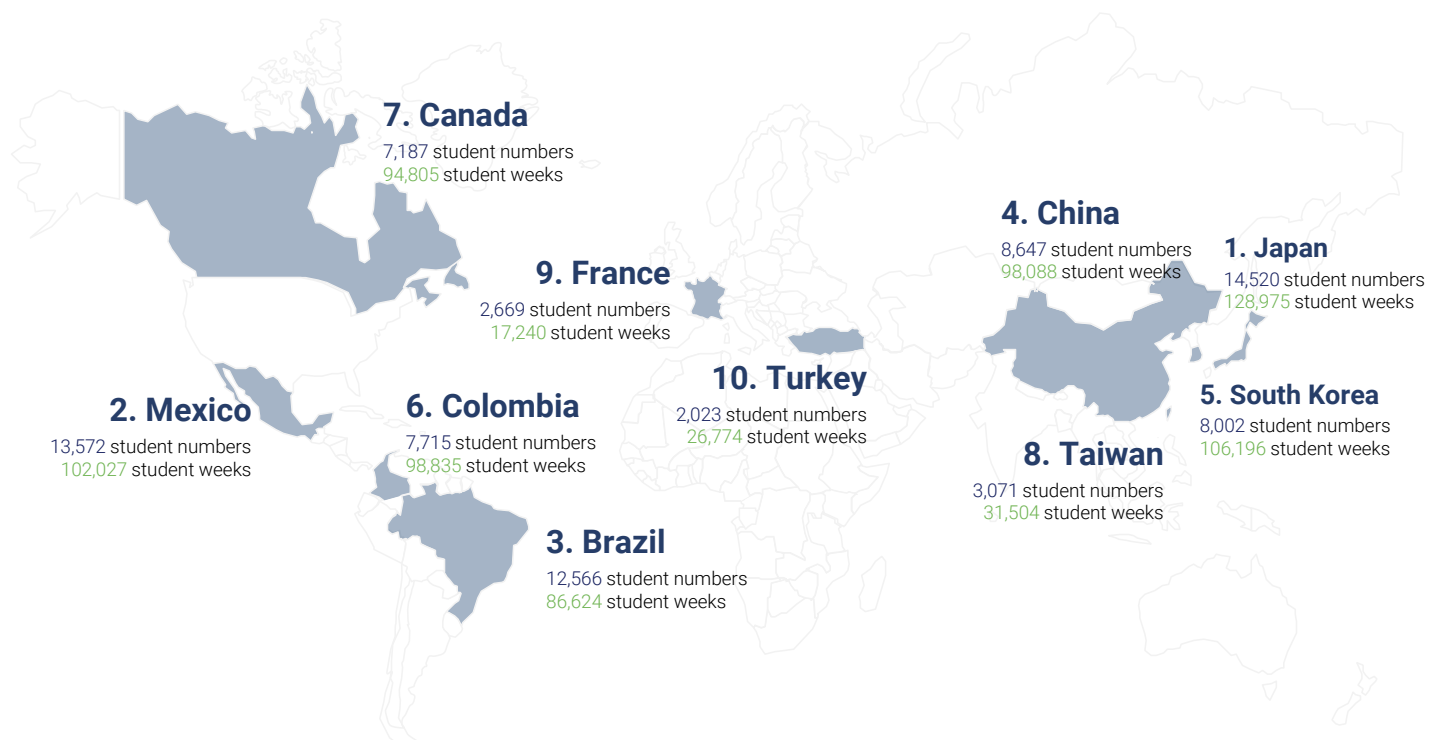 7. Canada
7,187 student numbers
94,805 student weeks
4. China
8,647 student numbers
98,088 student weeks
1. Japan
14,520 student numbers
128,975 student weeks
9. France
2,669 student numbers
17,240 student weeks
10. Turkey
2,023 student numbers
26,774 student weeks
2. Mexico
13,572 student numbers
102,027 student weeks
6. Colombia
7,715 student numbers
98,835 student weeks
5. South Korea
8,002 student numbers
106,196 student weeks
8. Taiwan
3,071 student numbers
31,504 student weeks
3. Brazil
12,566 student numbers
86,624 student weeks